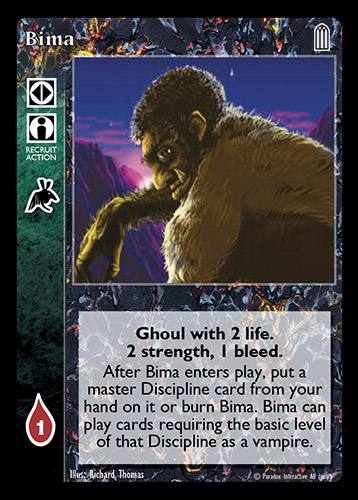 Bima
RECRUIT
ACTION
Ghoul with 2 life.
2 strength, 1 bleed.
After Bima enters play, put a
master Discipline card from your
hand on it or burn Bima. Bima can
play cards requiring the basic level
of that Discipline as a vampire.
1
Illus: Richard Thomas
© Paradox Interactive AB (publ)